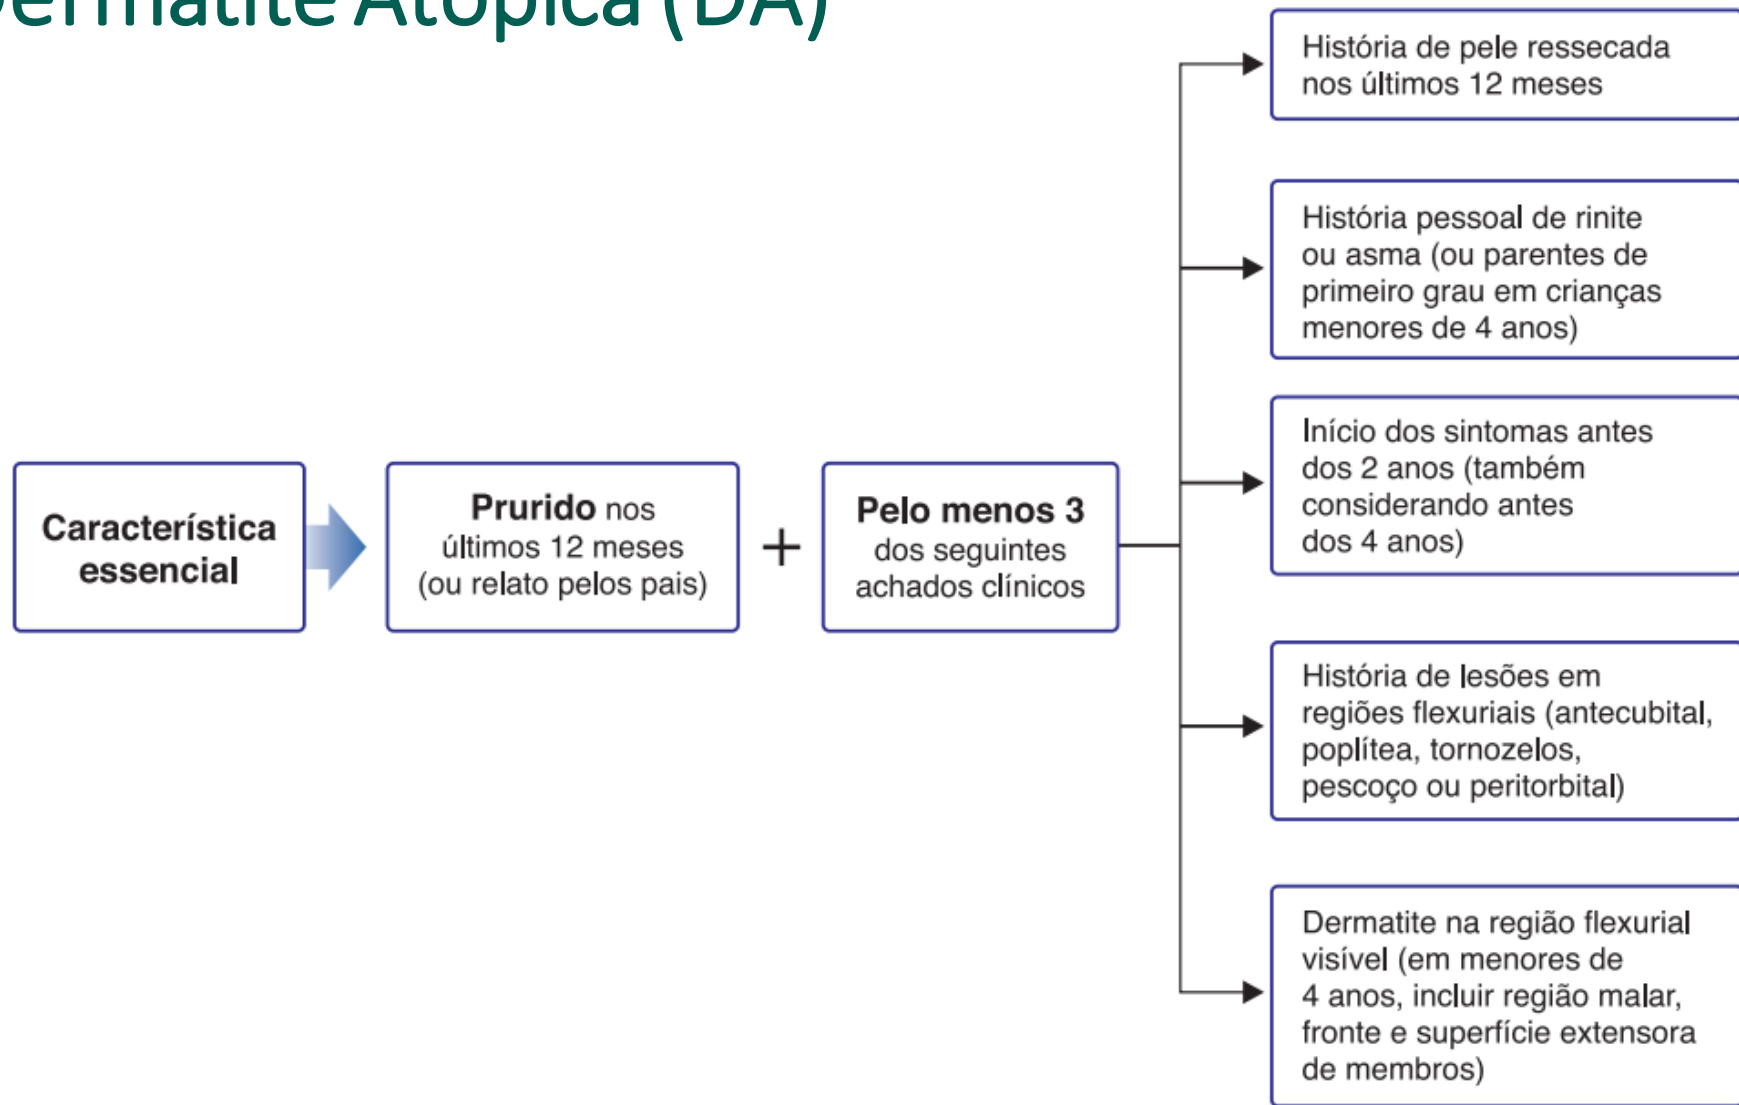 Dermatite Atópica (DA)
Característica
essencial
Prurido nos
últimos 12 meses
(ou relato pelos pais)
+
Pelo menos 3
dos seguintes
achados clínicos
História de pele ressecada
nos últimos 12 meses
História pessoal de rinite
ou asma (ou parentes de
primeiro grau em crianças
menores de 4 anos)
Início dos sintomas antes
dos 2 anos (também
considerando antes
dos 4 anos)
História de lesões em
regiões flexuriais (antecubital,
poplítea, tornozelos,
pescoço ou peritorbital)
Dermatite na região flexurial
visível (em menores de
4 anos, incluir região malar,
fronte e superfície extensora
de membros)